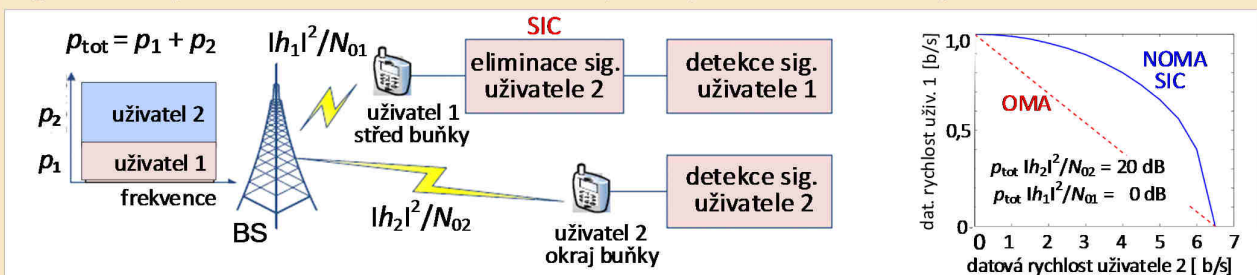 p_tot = p_1 + p_2
p_2
p_1
uživatel 2
uživatel 1
frekvence
BS
|h_1|²/N_01
|h_2|²/N_02
uživatel 1
střed buňky
SIC
eliminace sig.
uživatele 2
detekce sig.
uživatele 1
uživatel 2
okraj buňky
detekce sig.
uživatele 2
dat. rychlost uživ. 1 [b/s]
1,0
0,5
0
NOMA
SIC
OMA
p_tot |h_2|²/N_02 = 20 dB
p_tot |h_1|²/N_01 = 0 dB
0 1 2 3 4 5 6 7
datová rychlost uživatele 2 [ b/s]